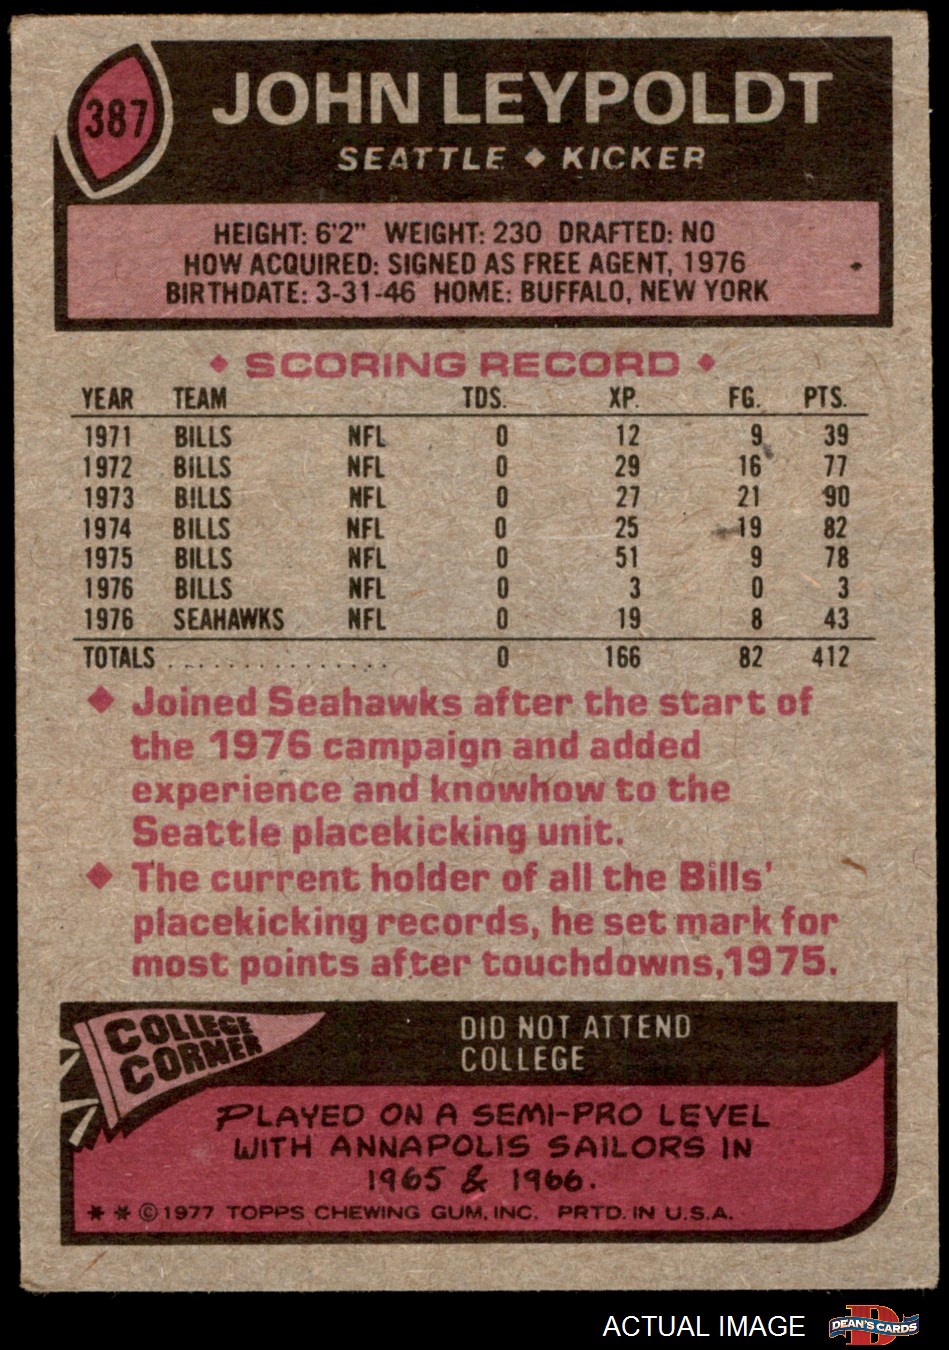 387
JOHN LEYPOLDT
SEATTLE ◆ KICKER
HEIGHT: 6'2" WEIGHT: 230 DRAFTED: NO
HOW ACQUIRED: SIGNED AS FREE AGENT, 1976
BIRTHDATE: 3-31-46 HOME: BUFFALO, NEW YORK
◆ SCORING RECORD ◆
YEAR TEAM TDS. XP. FG. PTS.
1971 BILLS NFL 0 12 9 39
1972 BILLS NFL 0 29 16 77
1973 BILLS NFL 0 27 21 90
1974 BILLS NFL 0 25 19 82
1975 BILLS NFL 0 51 9 78
1976 BILLS NFL 0 3 0 3
1976 SEAHAWKS NFL 0 19 8 43
TOTALS . . . . . . . . . . . . . . . 0 166 82 412
◆ Joined Seahawks after the start of
the 1976 campaign and added
experience and knowhow to the
Seattle placekicking unit.
◆ The current holder of all the Bills'
placekicking records, he set mark for
most points after touchdowns,1975.
COLLEGE
CORNER
DID NOT ATTEND
COLLEGE
PLAYED ON A SEMI-PRO LEVEL
WITH ANNAPOLIS SAILORS IN
1965 & 1966.
* * © 1977 TOPPS CHEWING GUM, INC. PRTD. IN U.S.A.
ACTUAL IMAGE
D
DEAN'S CARDS